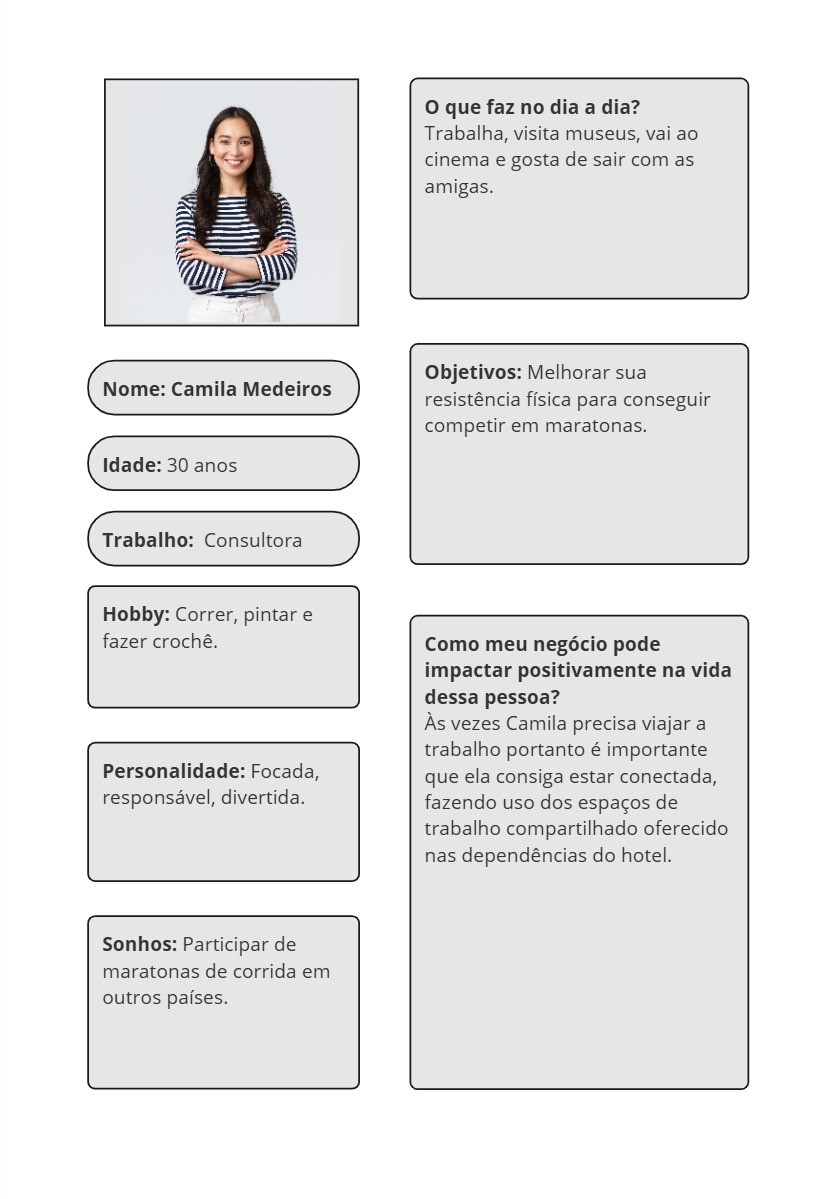 Nome: Camila Medeiros
Idade: 30 anos
Trabalho:  Consultora
Hobby: Correr, pintar e
fazer crochê.
Personalidade: Focada,
responsável, divertida.
Sonhos: Participar de
maratonas de corrida em
outros países.
O que faz no dia a dia?
Trabalha, visita museus, vai ao
cinema e gosta de sair com as
amigas.
Objetivos: Melhorar sua
resistência física para conseguir
competir em maratonas.
Como meu negócio pode
impactar positivamente na vida
dessa pessoa?
Às vezes Camila precisa viajar a
trabalho portanto é importante
que ela consiga estar conectada,
fazendo uso dos espaços de
trabalho compartilhado oferecido
nas dependências do hotel.